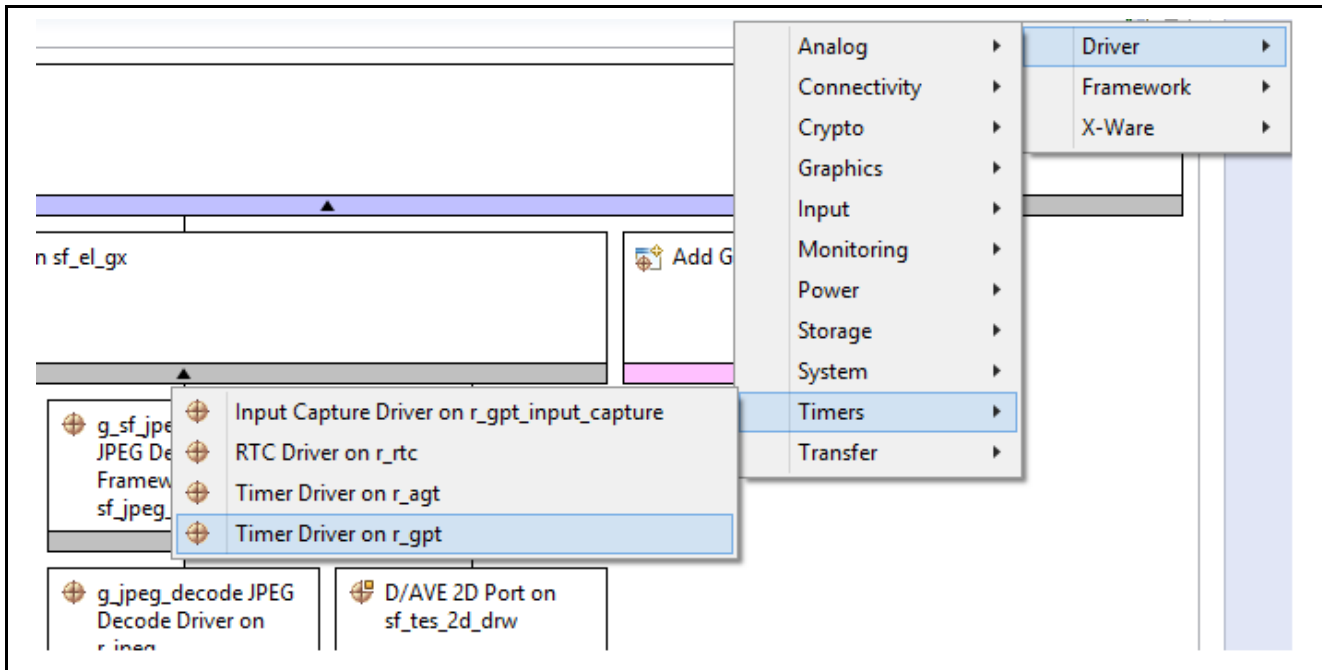 Driver
Framework
X-Ware
Analog
Connectivity
Crypto
Graphics
Input
Monitoring
Power
Storage
System
Timers
Transfer
n sf_el_gx
Add G
Input Capture Driver on r_gpt_input_capture
RTC Driver on r_rtc
Timer Driver on r_agt
Timer Driver on r_gpt
g_sf_jpe
JPEG De
Framew
sf_jpeg_
g_jpeg_decode JPEG
Decode Driver on
r_jpeg
D/AVE 2D Port on
sf_tes_2d_drw